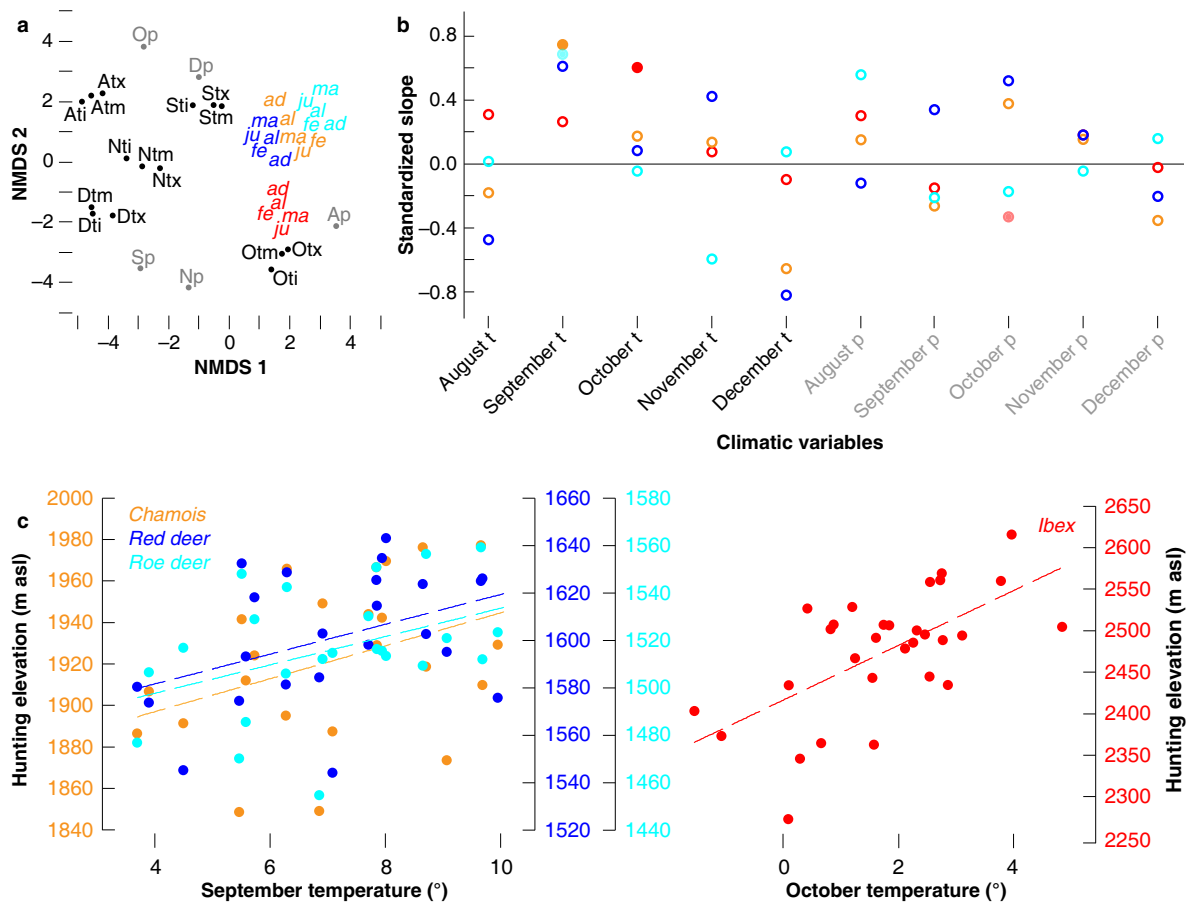 a
Op
Dp
Atx
Atm
Ati
Sti
Stx
Stm
Nti
Ntm
Ntx
Dtm
Dti
Dtx
Sp
Np
Ap
Otm
Otx
Oti
ad
al
ma
fe
ju
ma
ju
al
fe
ad
ju
ma
al
fe
ad
ad
al
fe
ma
ju
4
2
0
−2
−4
NMDS 2
−4
−2
0
2
4
NMDS 1
b
0.8
0.4
0.0
−0.4
−0.8
Standardized slope
August t
September t
October t
November t
December t
August p
September p
October p
November p
December p
Climatic variables
c
Chamois
Red deer
Roe deer
Hunting elevation (m asl)
2000
1980
1960
1940
1920
1900
1880
1860
1840
4
6
8
10
September temperature (°)
1660
1640
1620
1600
1580
1560
1540
1520
1580
1560
1540
1520
1500
1480
1460
1440
Ibex
0
2
4
October temperature (°)
2650
2600
2550
2500
2450
2400
2350
2300
2250
Hunting elevation (m asl)